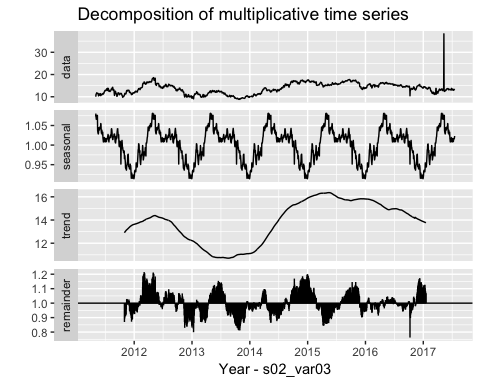 Decomposition of multiplicative time series
30
20
10
data
1.05
1.00
0.95
seasonal
16
14
12
trend
1.2
1.1
1.0
0.9
0.8
remainder
2012 2013 2014 2015 2016 2017
Year - s02_var03